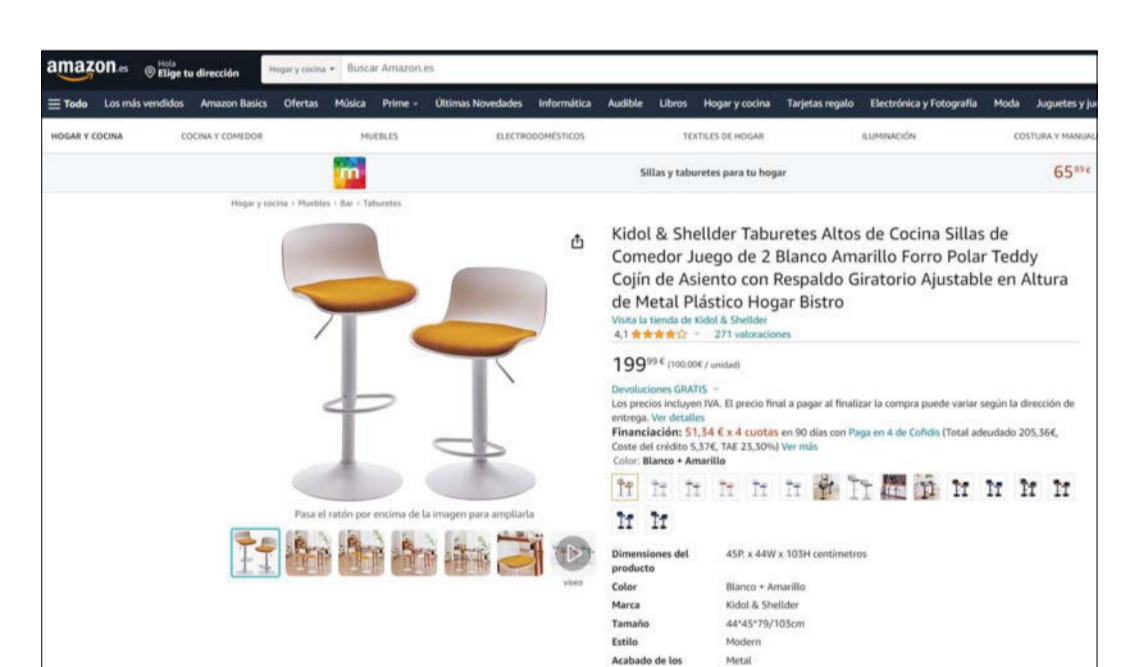 amazon.es
Hola
Elige tu dirección
Hogar y cocina
Buscar Amazon.es
Todo Los más vendidos Amazon Basics Ofertas Música Prime Últimas Novedades Informática Audible Libros Hogar y cocina Tarjetas regalo Electrónica y Fotografía Moda Juguetes y ju
HOGAR Y COCINA COCINA Y COMEDOR MUEBLES ELECTRODOMÉSTICOS TEXTILES DE HOGAR ILUMINACIÓN COSTURA Y MANUAL
m
Sillas y taburetes para tu hogar
65,89 €
Hogar y cocina › Muebles › Bar › Taburetes
Kidol & Shellder Taburetes Altos de Cocina Sillas de
Comedor Juego de 2 Blanco Amarillo Forro Polar Teddy
Cojín de Asiento con Respaldo Giratorio Ajustable en Altura
de Metal Plástico Hogar Bistro
Visita la tienda de Kidol & Shellder
4,1 271 valoraciones
199,99 € (100.00€ / unidad)
Devoluciones GRATIS
Los precios incluyen IVA. El precio final a pagar al finalizar la compra puede variar según la dirección de
entrega. Ver detalles
Financiación: 51,34 € x 4 cuotas en 90 días con Paga en 4 de Cofidis (Total adeudado 205,36€,
Coste del crédito 5,37€, TAE 23,30%) Ver más
Color: Blanco + Amarillo
Pasa el ratón por encima de la imagen para ampliarla
VÍDEO
Dimensiones del producto 45P. x 44W x 103H centímetros
Color Blanco + Amarillo
Marca Kidol & Shellder
Tamaño 44*45*79/103cm
Estilo Modern
Acabado de los Metal